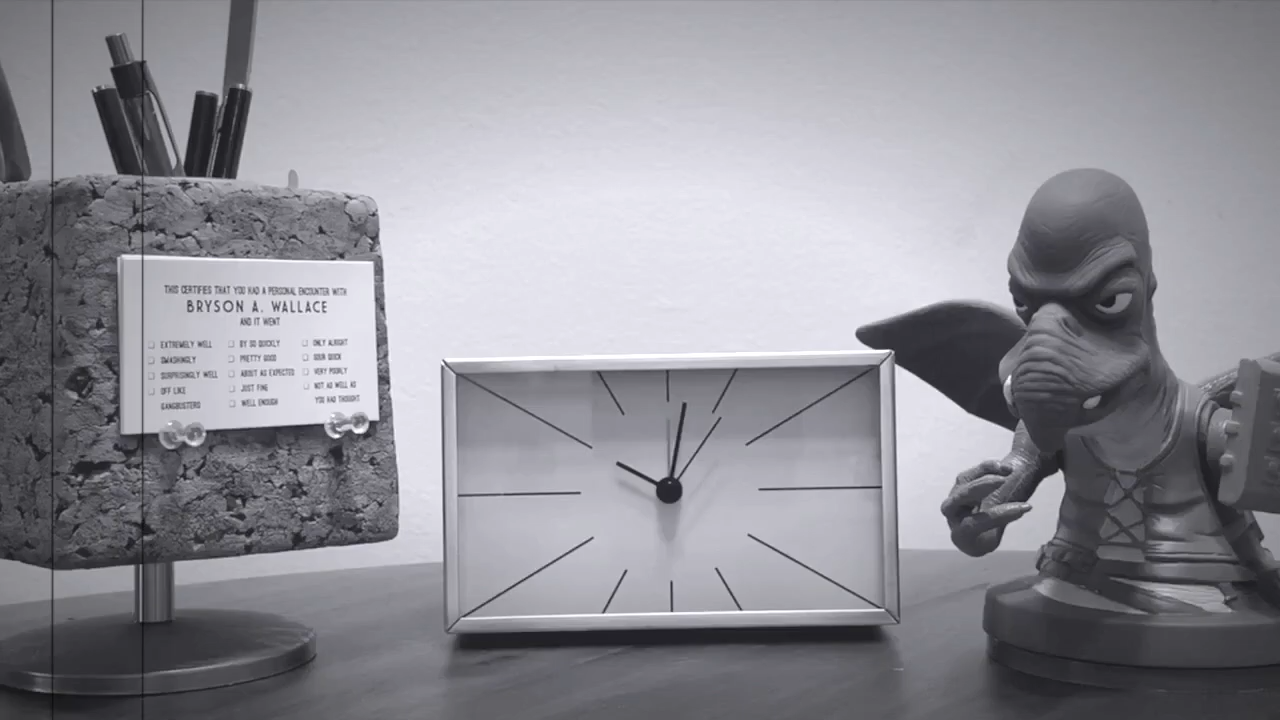 THIS CERTIFIES THAT YOU HAD A PERSONAL ENCOUNTER WITH
BRYSON A. WALLACE
AND IT WENT
EXTREMELY WELL
SMASHINGLY
SURPRISINGLY WELL
OFF LIKE
GANGBUSTERS
BY SO QUICKLY
PRETTY GOOD
ABOUT AS EXPECTED
JUST FINE
WELL ENOUGH
ONLY ALRIGHT
OVER QUICK
VERY POORLY
NOT AS WELL AS
YOU HAD THOUGHT